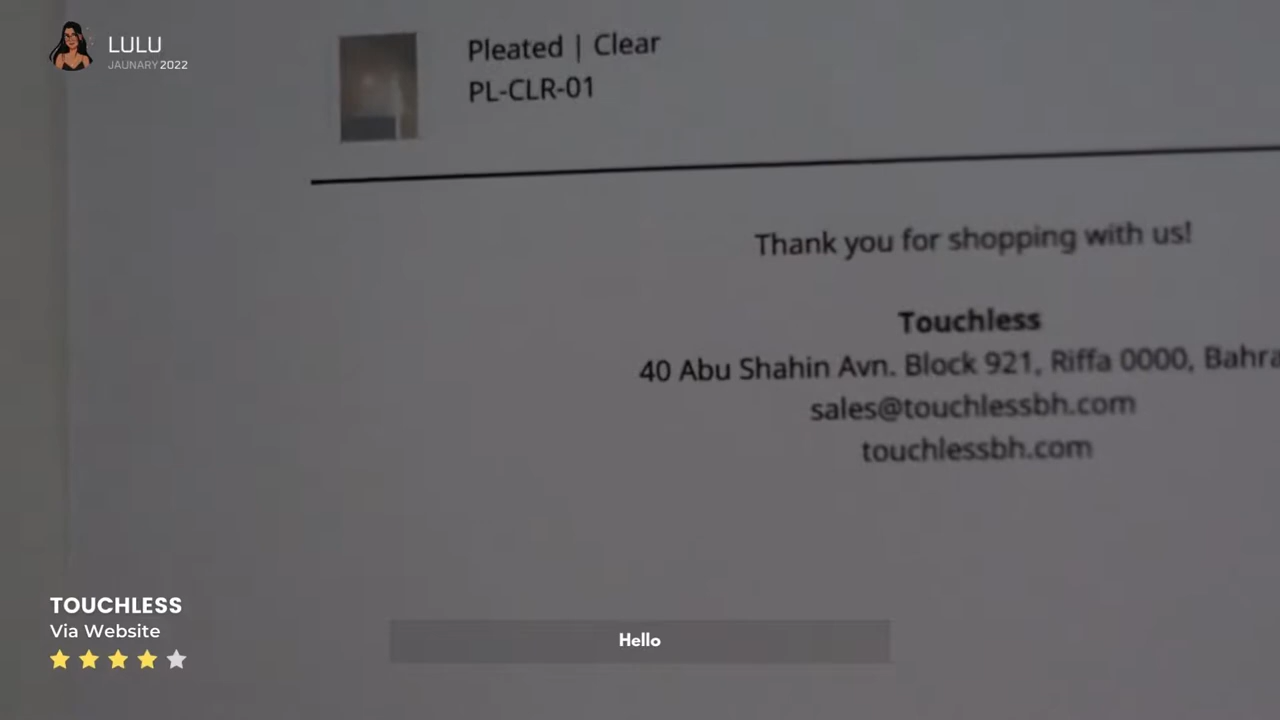 LULU
JAUNARY 2022
Pleated | Clear
PL-CLR-01
Thank you for shopping with us!
Touchless
40 Abu Shahin Avn. Block 921, Riffa 0000, Bahra
sales@touchlessbh.com
touchlessbh.com
TOUCHLESS
Via Website
Hello